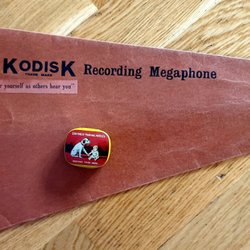 KODISK Recording Megaphone
TRADE MARK
yourself as others hear you"